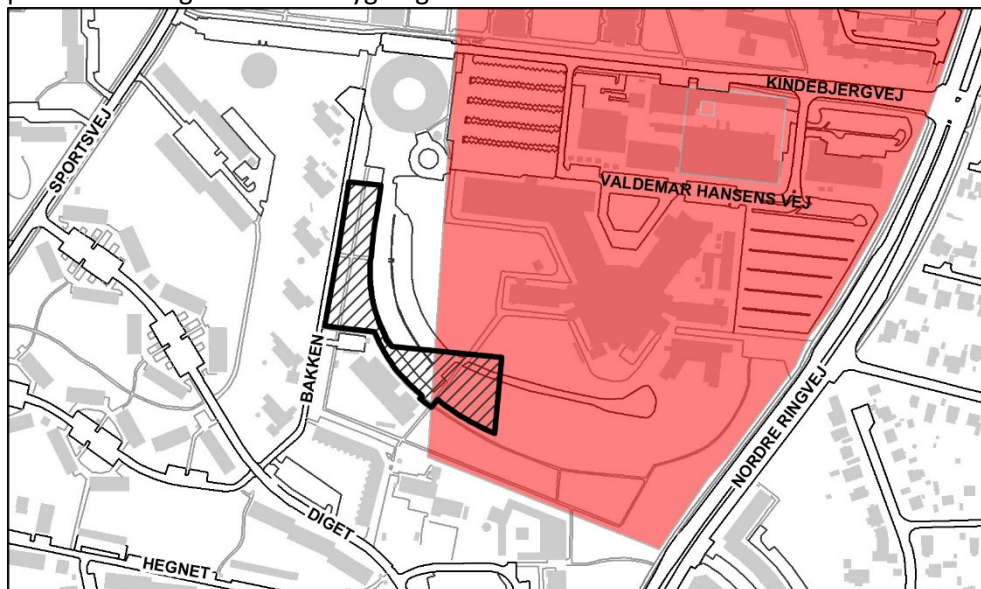 KINDEBJERGVEJ
SPORTSVEJ
VALDEMAR HANSENS VEJ
BAKKEN
NORDRE RINGVEJ
DIGET
HEGNET